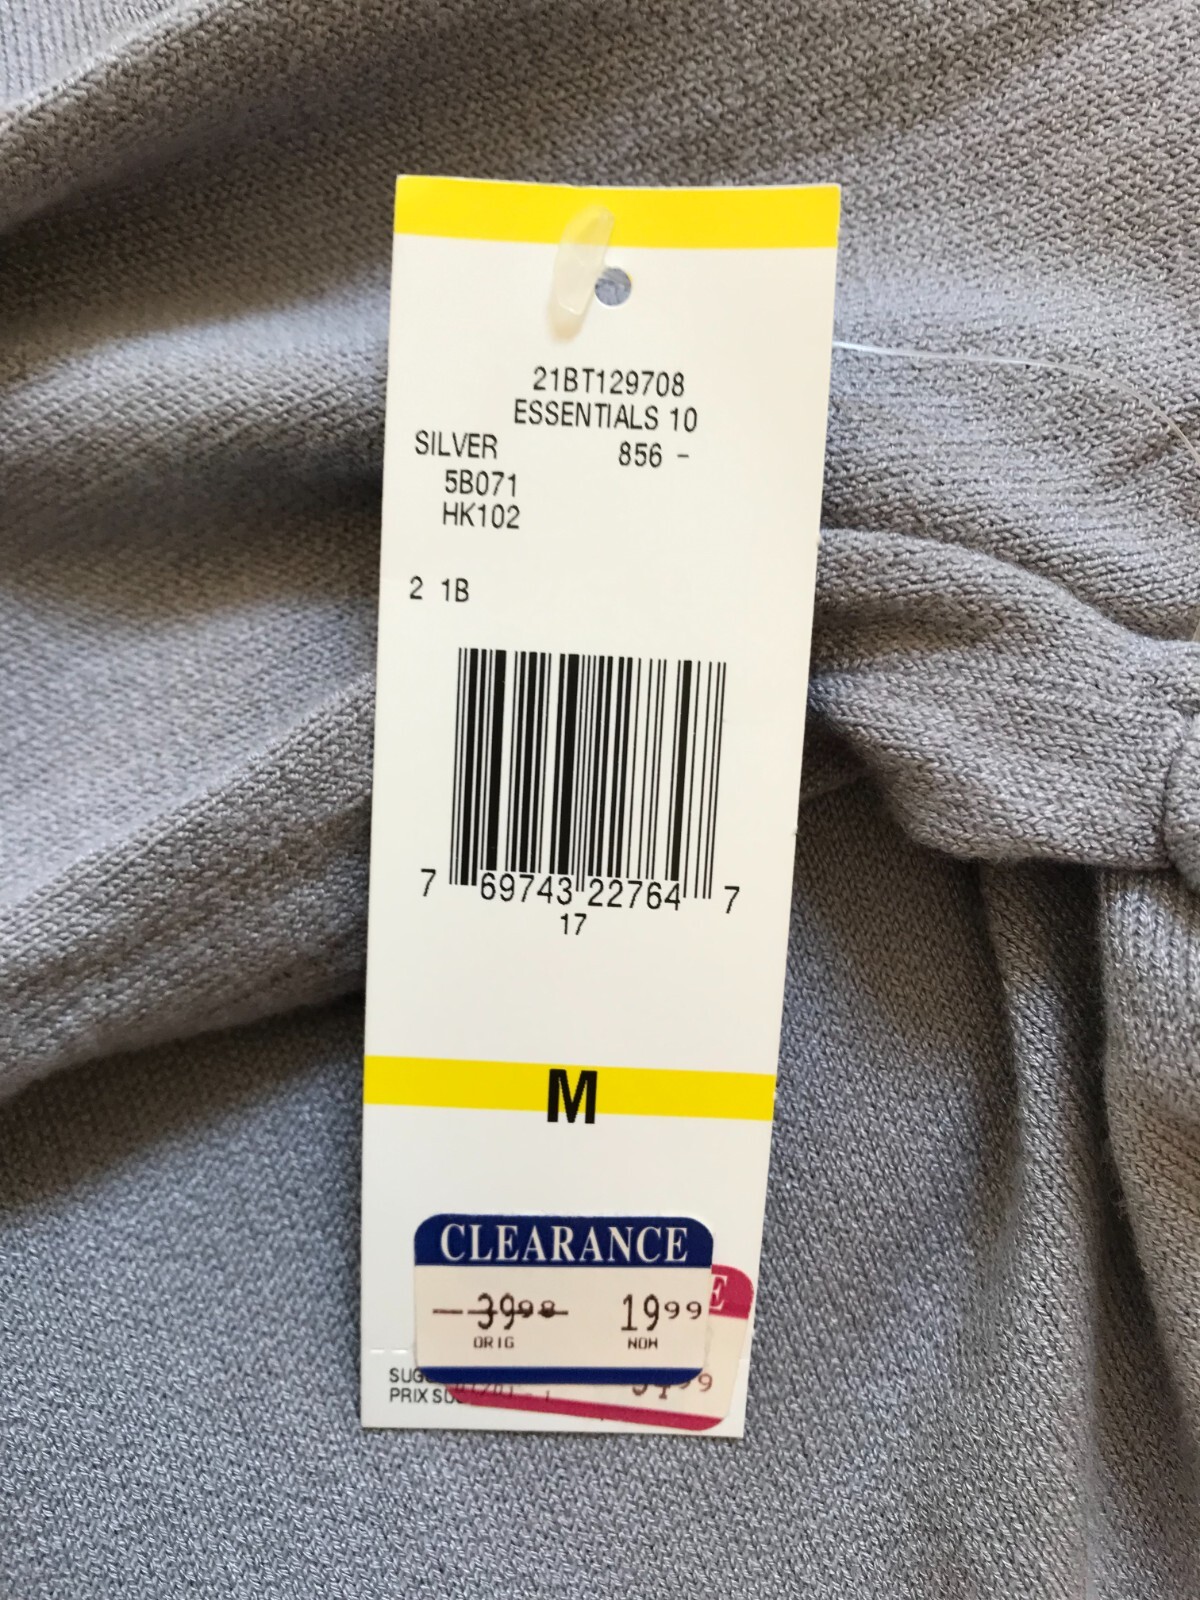 21BT129708
ESSENTIALS 10
SILVER 856 -
5B071
HK102
2 1B
7 69743 22764 7
17
M
CLEARANCE
39.98 19.99
ORIG NOW
PRIX